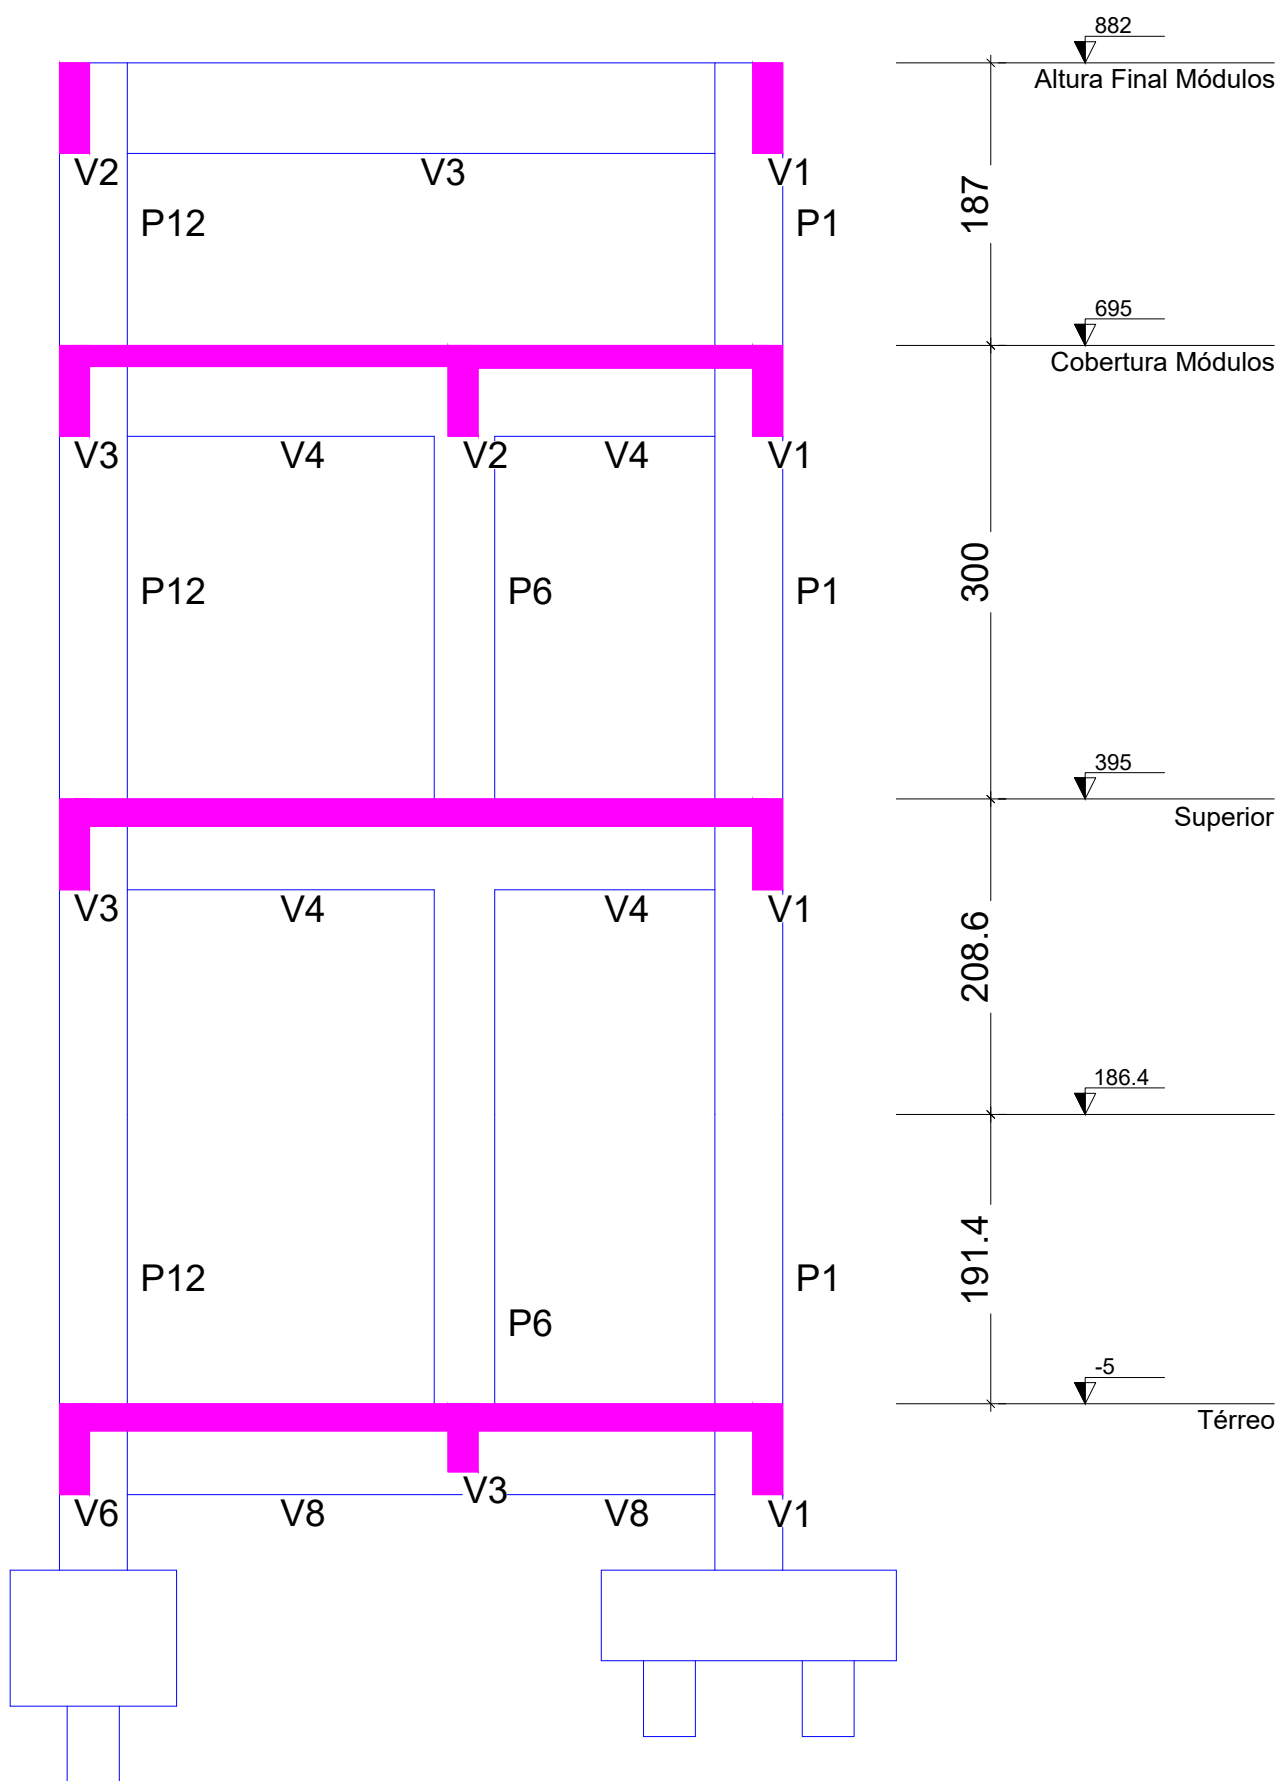 882
Altura Final Módulos
V2 V3 V1
P12 P1 187
695
Cobertura Módulos
V3 V4 V2 V4 V1
P12 P6 P1 300
395
Superior
V3 V4 V4 V1
208.6
186.4
P12 P1 191.4
P6
-5
Térreo
V3
V6 V8 V8 V1